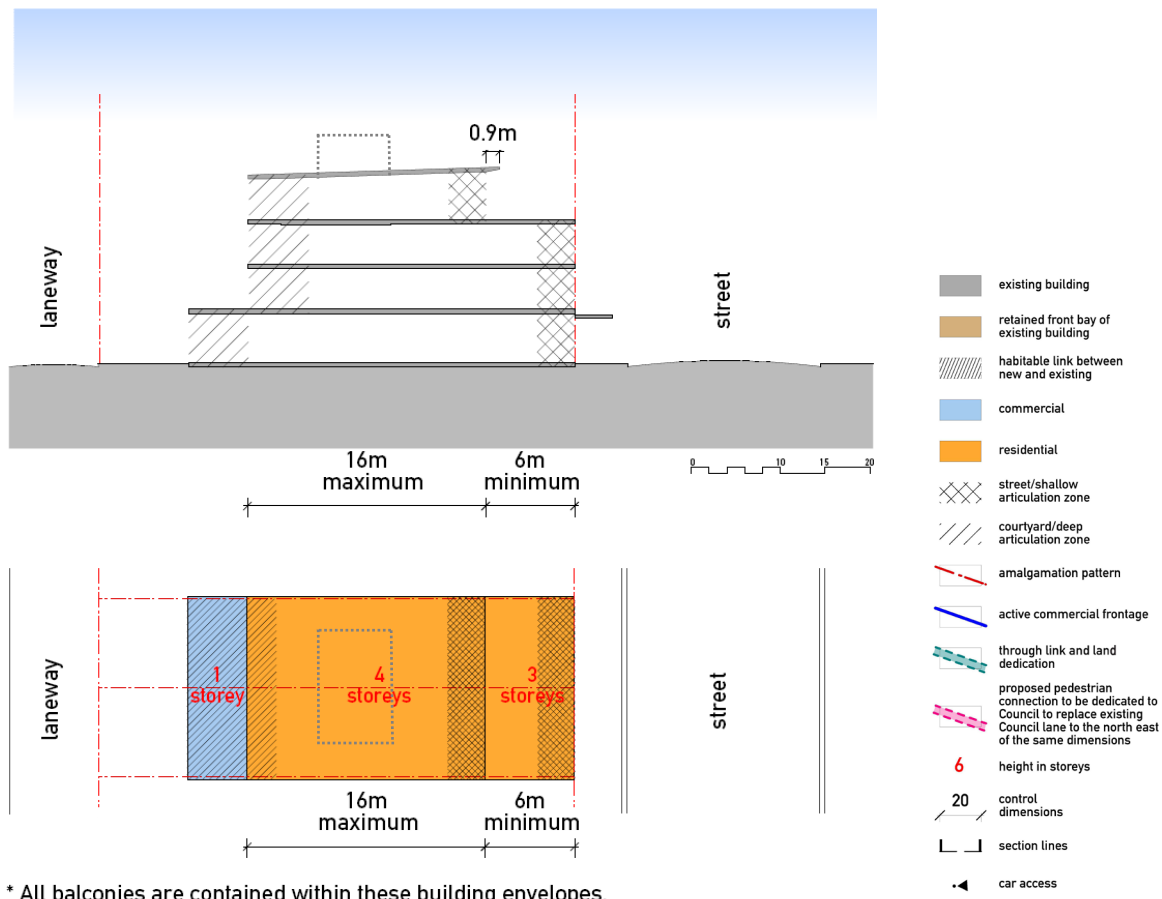 0.9m
laneway
street
16m
maximum
6m
minimum
0
10
15
20
laneway
1
storey
4
storeys
3
storeys
street
16m
maximum
6m
minimum
* All balconies are contained within these building envelopes.
existing building
retained front bay of
existing building
habitable link between
new and existing
commercial
residential
street/shallow
articulation zone
courtyard/deep
articulation zone
amalgamation pattern
active commercial frontage
through link and land
dedication
proposed pedestrian
connection to be dedicated to
Council to replace existing
Council lane to the north east
of the same dimensions
6
height in storeys
20
control
dimensions
section lines
car access